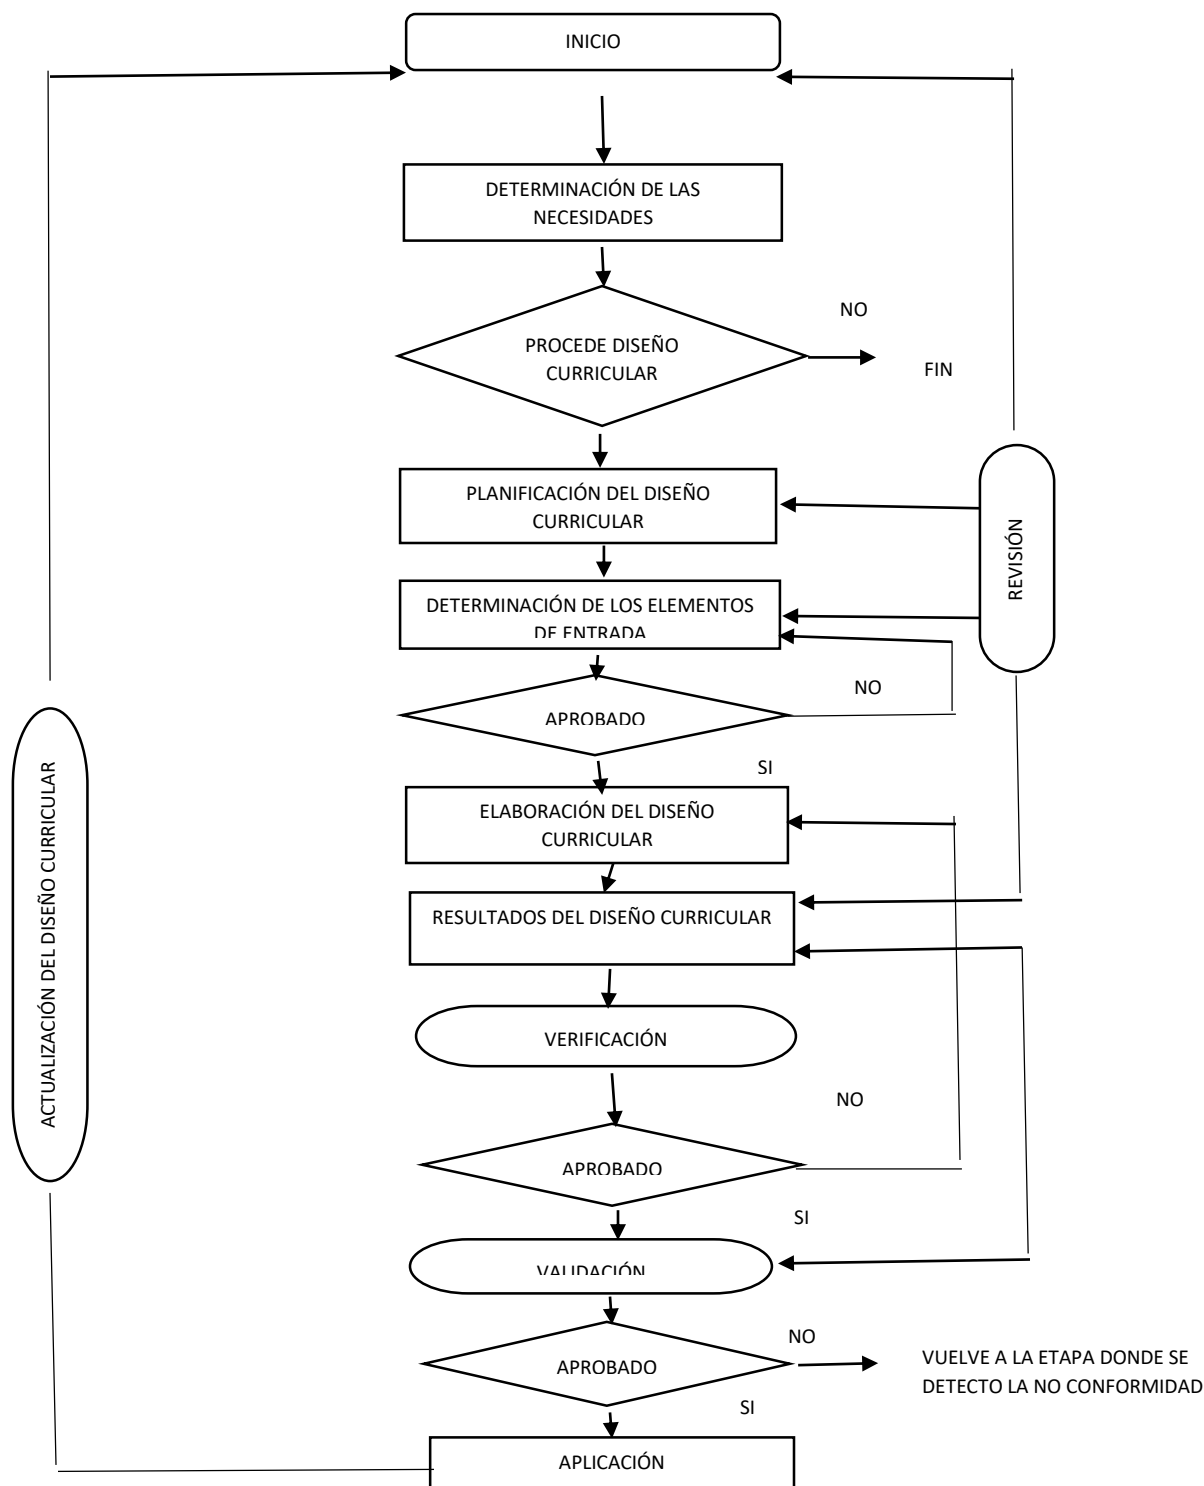 INICIO
DETERMINACIÓN DE LAS
NECESIDADES
NO
PROCEDE DISEÑO
CURRICULAR
FIN
PLANIFICACIÓN DEL DISEÑO
CURRICULAR
REVISIÓN
DETERMINACIÓN DE LOS ELEMENTOS
DE ENTRADA
NO
APROBADO
SI
ELABORACIÓN DEL DISEÑO
CURRICULAR
ACTUALIZACIÓN DEL DISEÑO CURRICULAR
RESULTADOS DEL DISEÑO CURRICULAR
VERIFICACIÓN
NO
APROBADO
SI
VALIDACIÓN
NO
APROBADO
VUELVE A LA ETAPA DONDE SE
DETECTO LA NO CONFORMIDAD
SI
APLICACIÓN